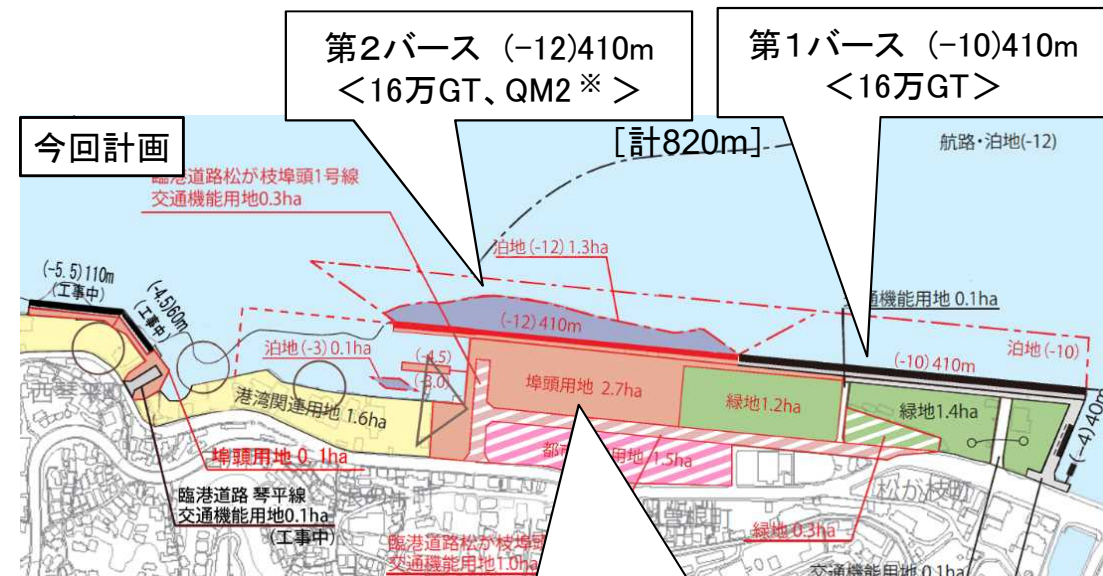 第2バース (-12)410m
<16万GT、QM2※>
第1バース (-10)410m
<16万GT>
今回計画
[計820m]
航路・泊地(-12)
臨港道路松が枝埠頭1号線
交通機能用地0.3ha
泊地(-12)1.3ha
(-5.5)110m
(工事中)
(-4.5)60m
(工事中)
通機能用地 0.1ha
(-12)410m
(-10)410m
泊地(-10)
泊地(-3)0.1ha
(-4.5)
(-3.0)
西琴平町
港湾関連用地 1.6ha
埠頭用地 2.7ha
緑地1.2ha
緑地1.4ha
(-4)40m
埠頭用地 0.1ha
都市
用地 1.5ha
松が枝町
臨港道路 琴平線
交通機能用地0.1ha
(工事中)
緑地 0.3ha
臨港道路松が枝埠頭
交通機能用地1.0ha
交通機能用地 0.1ha